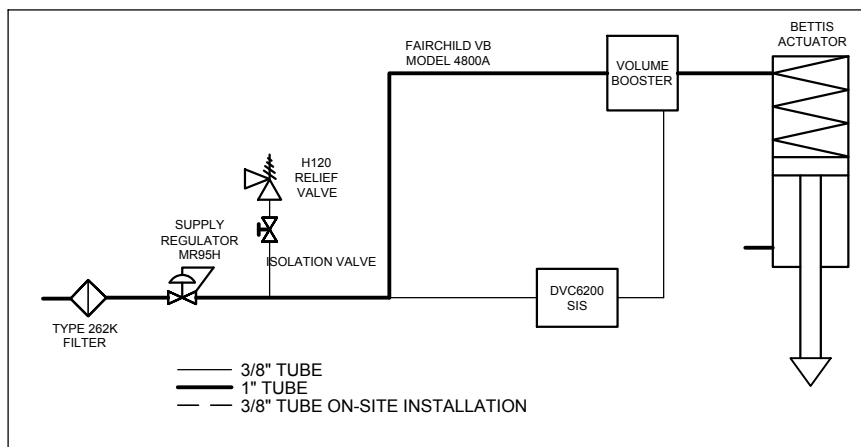 BETTIS
ACTUATOR
FAIRCHILD VB
MODEL 4800A
VOLUME
BOOSTER
H120
RELIEF
VALVE
SUPPLY
REGULATOR
MR95H
ISOLATION VALVE
DVC6200
SIS
TYPE 262K
FILTER
3/8" TUBE
1" TUBE
3/8" TUBE ON-SITE INSTALLATION